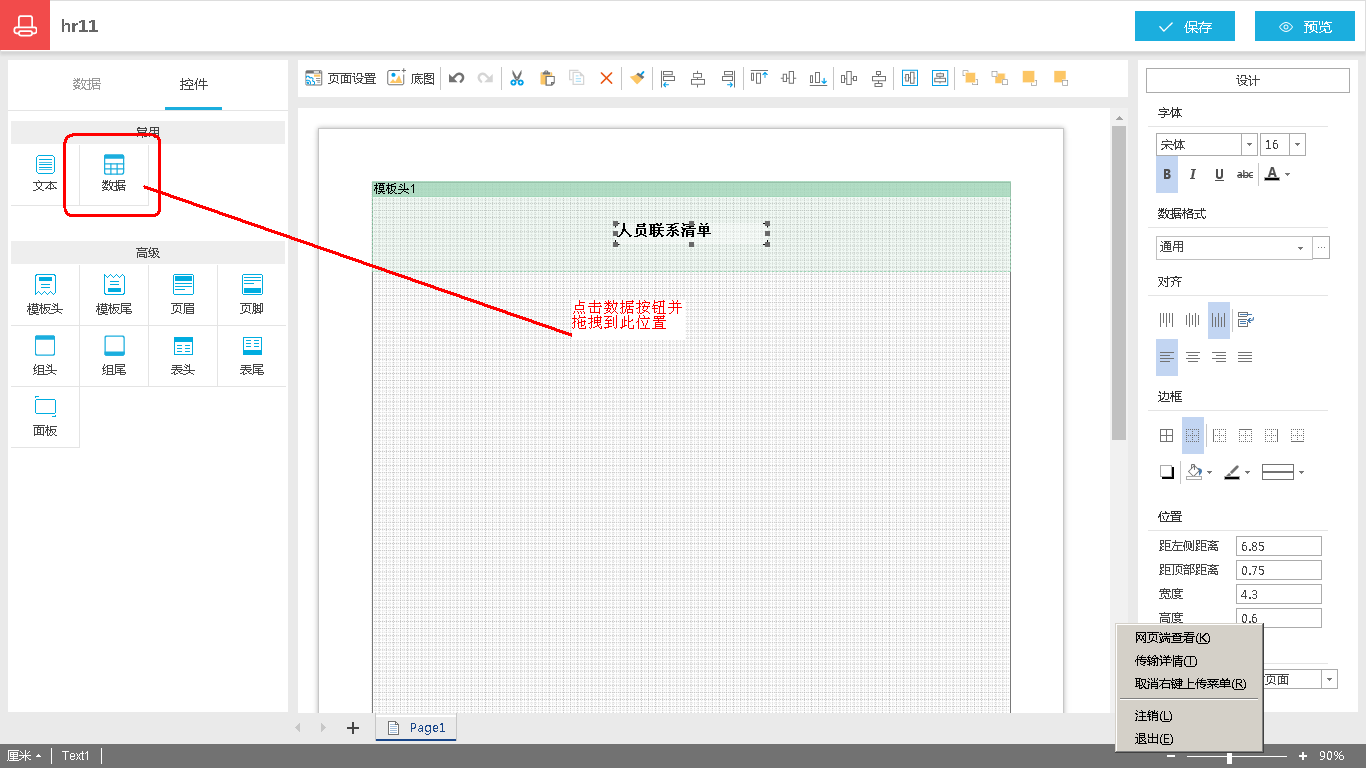 hr11
保存
预览
数据
控件
页面设置
底图
设计
常用
文本
数据
高级
模板头
模板尾
页眉
页脚
组头
组尾
表头
表尾
面板
模板头1
人员联系清单
点击数据按钮并
拖拽到此位置
字体
宋体
16
B I U abc A
数据格式
通用
...
对齐
边框
位置
距左侧距离
6.85
距顶部距离
0.75
宽度
4.3
高度
0.6
页面
网页端查看(K)
传输详情(T)
取消右键上传菜单(R)
注销(L)
退出(E)
Page1
厘米
Text1
90%